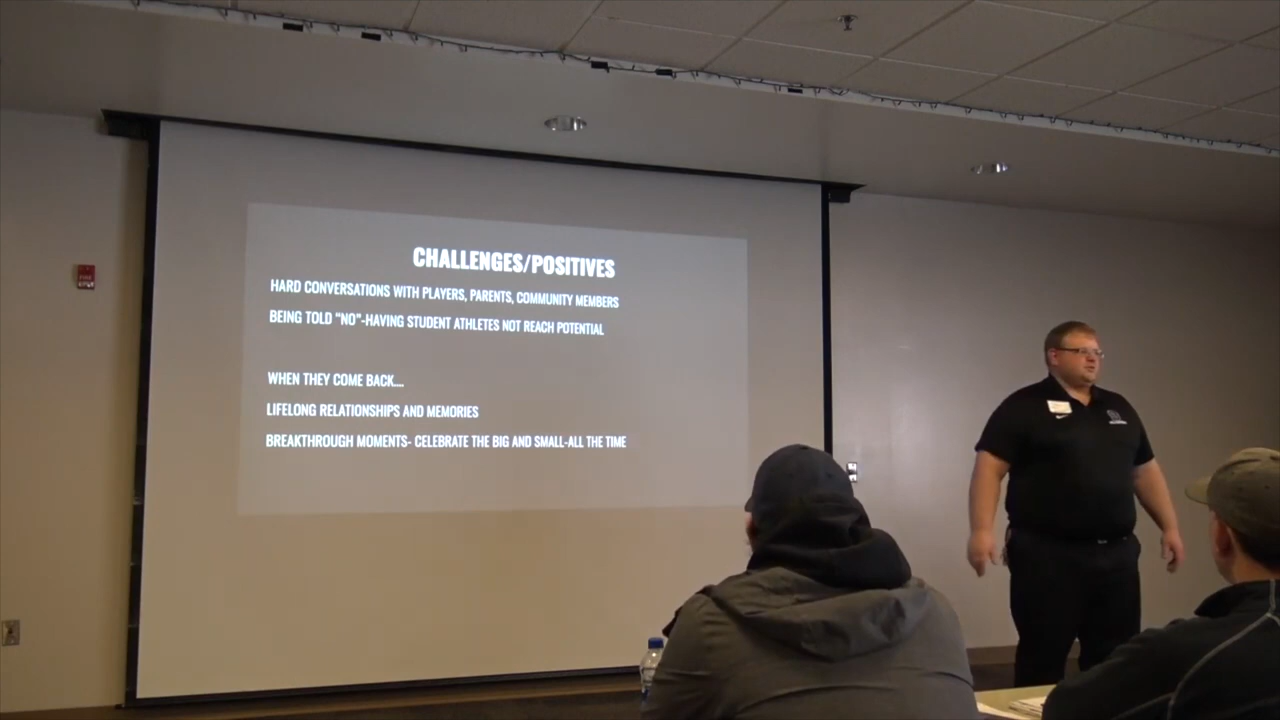 CHALLENGES/POSITIVES
HARD CONVERSATIONS WITH PLAYERS, PARENTS, COMMUNITY MEMBERS
BEING TOLD "NO"-HAVING STUDENT ATHLETES NOT REACH POTENTIAL
WHEN THEY COME BACK....
LIFELONG RELATIONSHIPS AND MEMORIES
BREAKTHROUGH MOMENTS- CELEBRATE THE BIG AND SMALL-ALL THE TIME